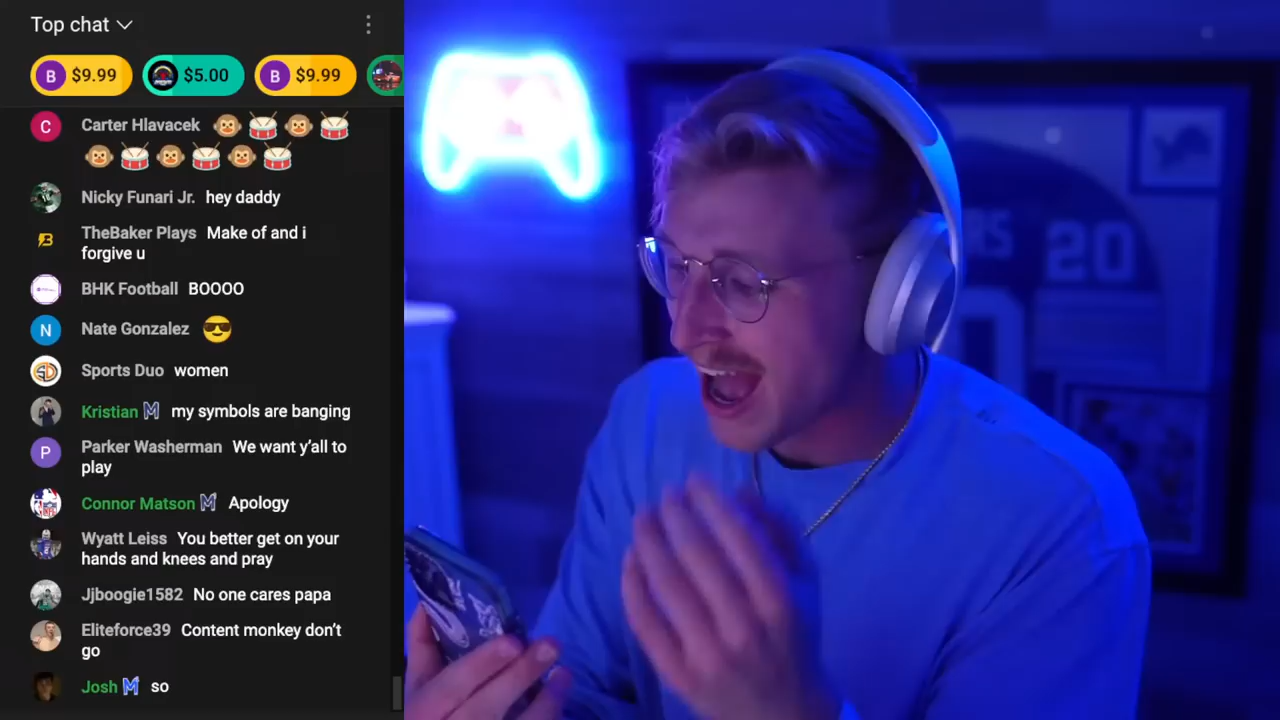 Top chat
B $9.99 $5.00 B $9.99
C Carter Hlavacek 🐵🥁🐵🥁
🐵🥁🐵🥁🐵🥁
Nicky Funari Jr. hey daddy
TheBaker Plays Make of and i
forgive u
BHK Football BOOOO
N Nate Gonzalez 😎
Sports Duo women
Kristian M my symbols are banging
P Parker Washerman We want y'all to
play
Connor Matson M Apology
Wyatt Leiss You better get on your
hands and knees and pray
Jjboogie1582 No one cares papa
Eliteforce39 Content monkey don't
go
Josh M so
20